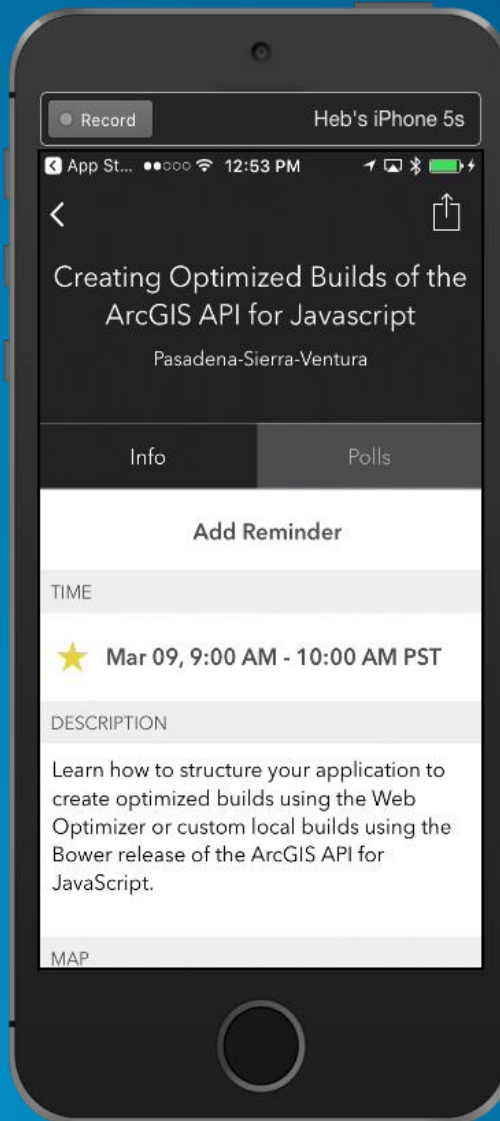 Record
Heb's iPhone 5s
App St... 12:53 PM
Creating Optimized Builds of the
ArcGIS API for Javascript
Pasadena-Sierra-Ventura
Info
Polls
Add Reminder
TIME
Mar 09, 9:00 AM - 10:00 AM PST
DESCRIPTION
Learn how to structure your application to
create optimized builds using the Web
Optimizer or custom local builds using the
Bower release of the ArcGIS API for
JavaScript.
MAP